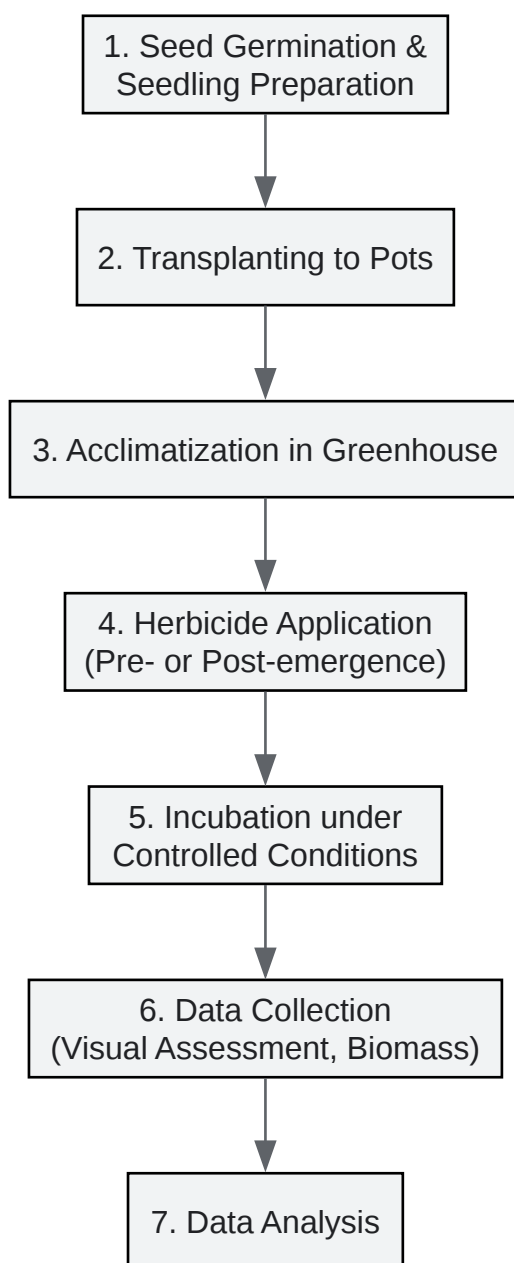 1. Seed Germination &
Seedling Preparation
2. Transplanting to Pots
3. Acclimatization in Greenhouse
4. Herbicide Application
(Pre- or Post-emergence)
5. Incubation under
Controlled Conditions
6. Data Collection
(Visual Assessment, Biomass)
7. Data Analysis